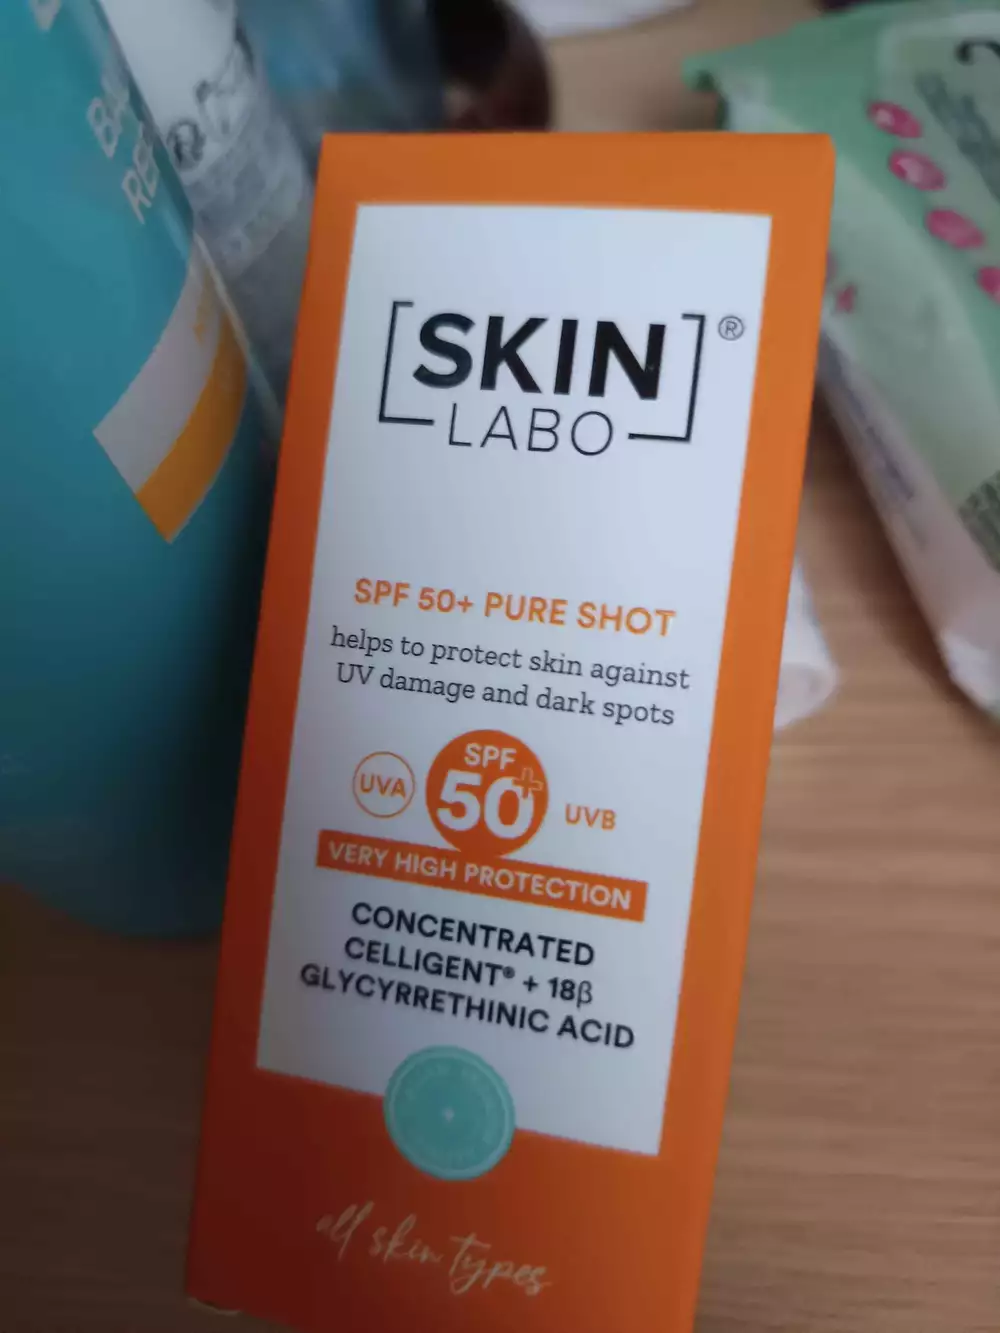 [SKIN]®
LABO
SPF 50+ PURE SHOT
helps to protect skin against
UV damage and dark spots
UVA
SPF
50+
UVB
VERY HIGH PROTECTION
CONCENTRATED
CELLIGENT® + 18β
GLYCYRRETHINIC ACID
all skin types